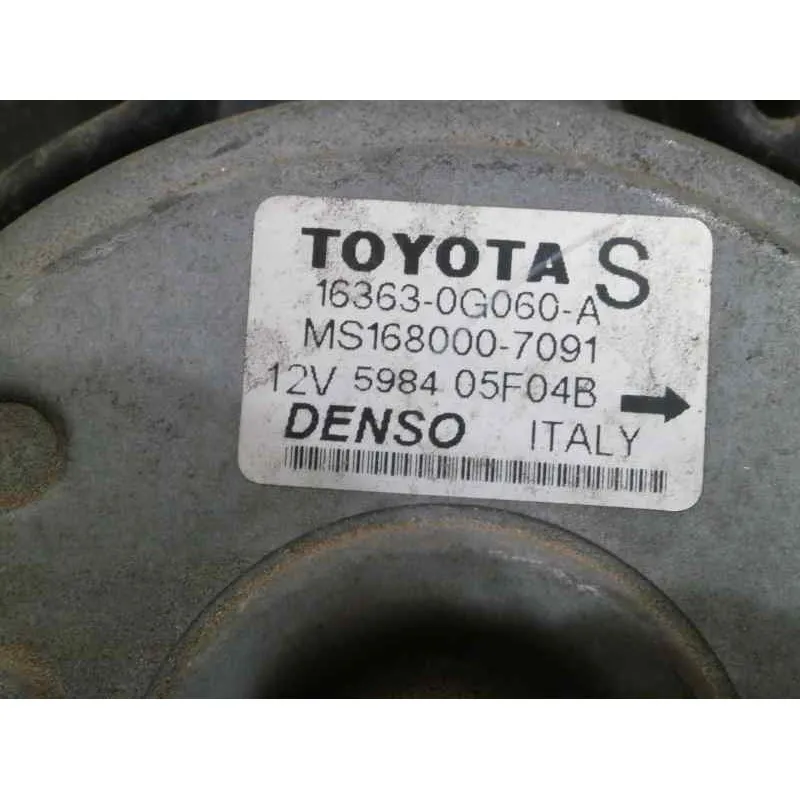 TOYOTA S
16363-0G060-A
MS168000-7091
12V 5984 05F04B
DENSO ITALY